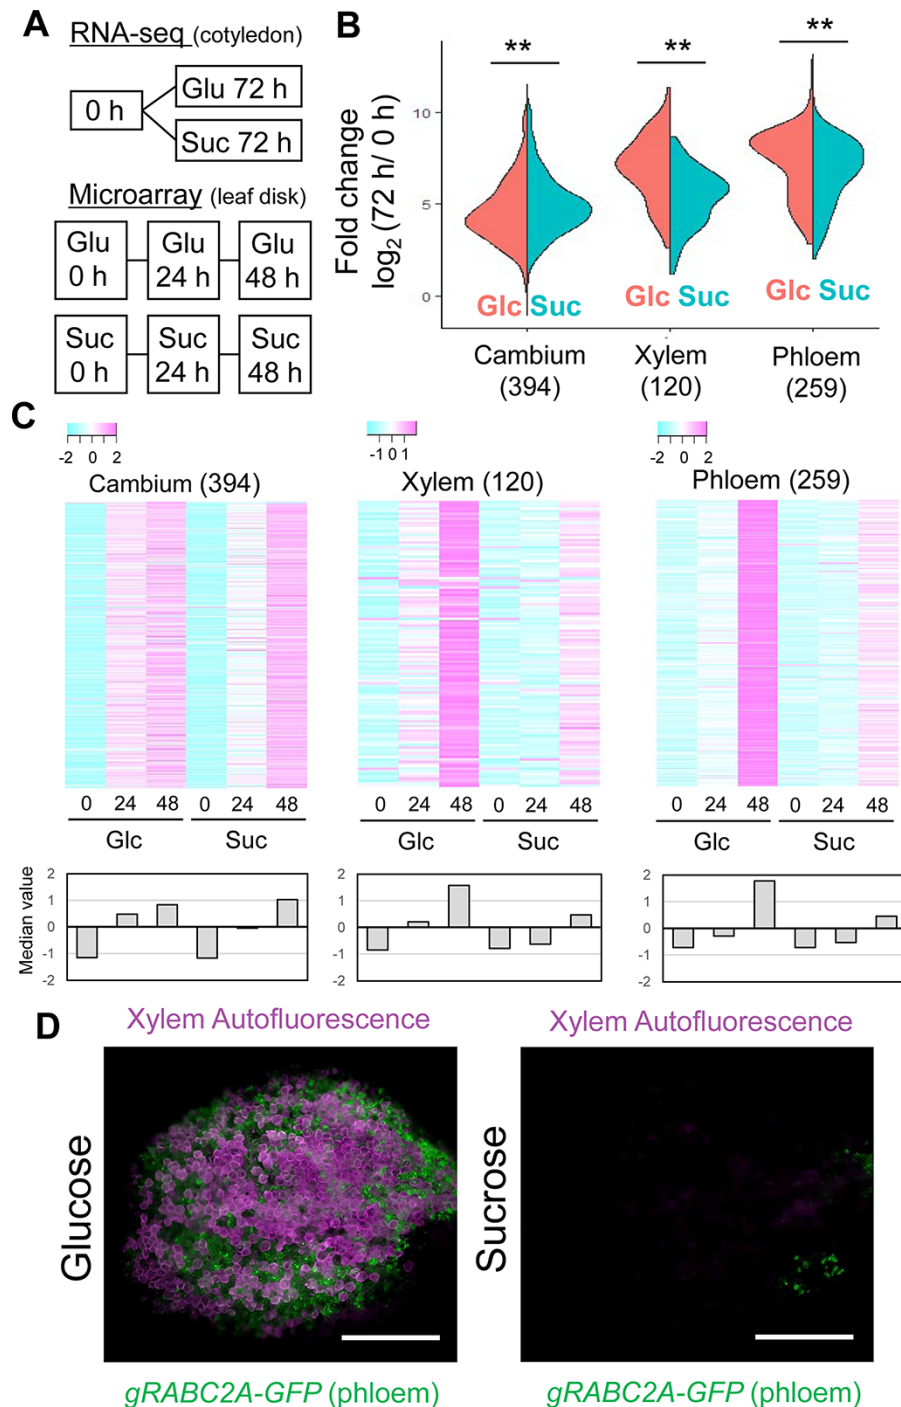 A
RNA-seq (cotyledon)
0 h
Glu 72 h
Suc 72 h
Microarray (leaf disk)
Glu
0 h
Glu
24 h
Glu
48 h
Suc
0 h
Suc
24 h
Suc
48 h
B
Fold change
log₂ (72 h/ 0 h)
10
5
0
**
**
**
Glc Suc
Glc Suc
Glc Suc
Cambium
(394)
Xylem
(120)
Phloem
(259)
C
-2 0 2
Cambium (394)
-1 0 1
Xylem (120)
-2 0 2
Phloem (259)
0 24 48 0 24 48
Glc Suc
0 24 48 0 24 48
Glc Suc
0 24 48 0 24 48
Glc Suc
Median value
2
1
0
-1
-2
2
1
0
-1
-2
2
1
0
-1
-2
D
Xylem Autofluorescence
Xylem Autofluorescence
Glucose
Sucrose
gRABC2A-GFP (phloem)
gRABC2A-GFP (phloem)